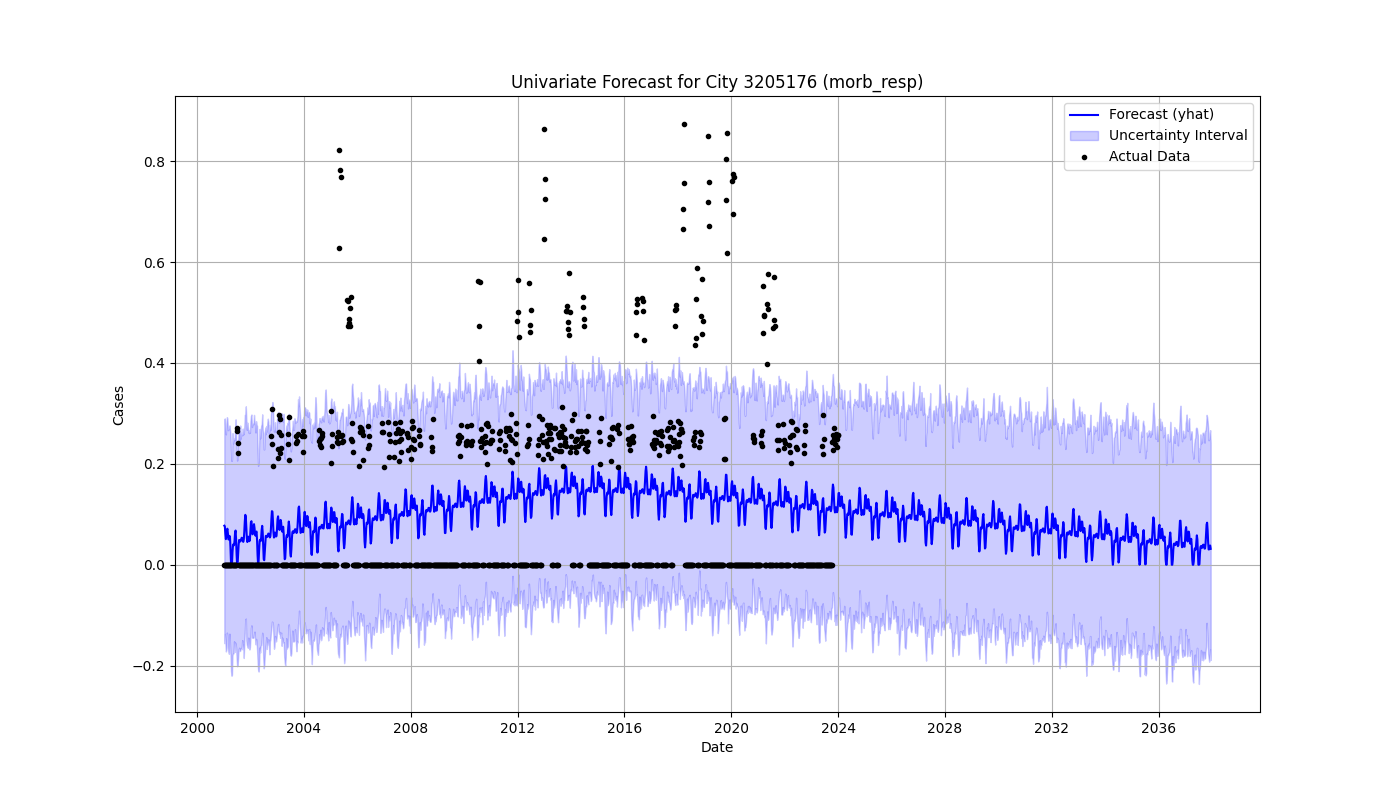 Univariate Forecast for City 3205176 (morb_resp)
Forecast (yhat)
Uncertainty Interval
Actual Data
Cases
0.8
0.6
0.4
0.2
0.0
−0.2
2000 2004 2008 2012 2016 2020 2024 2028 2032 2036
Date